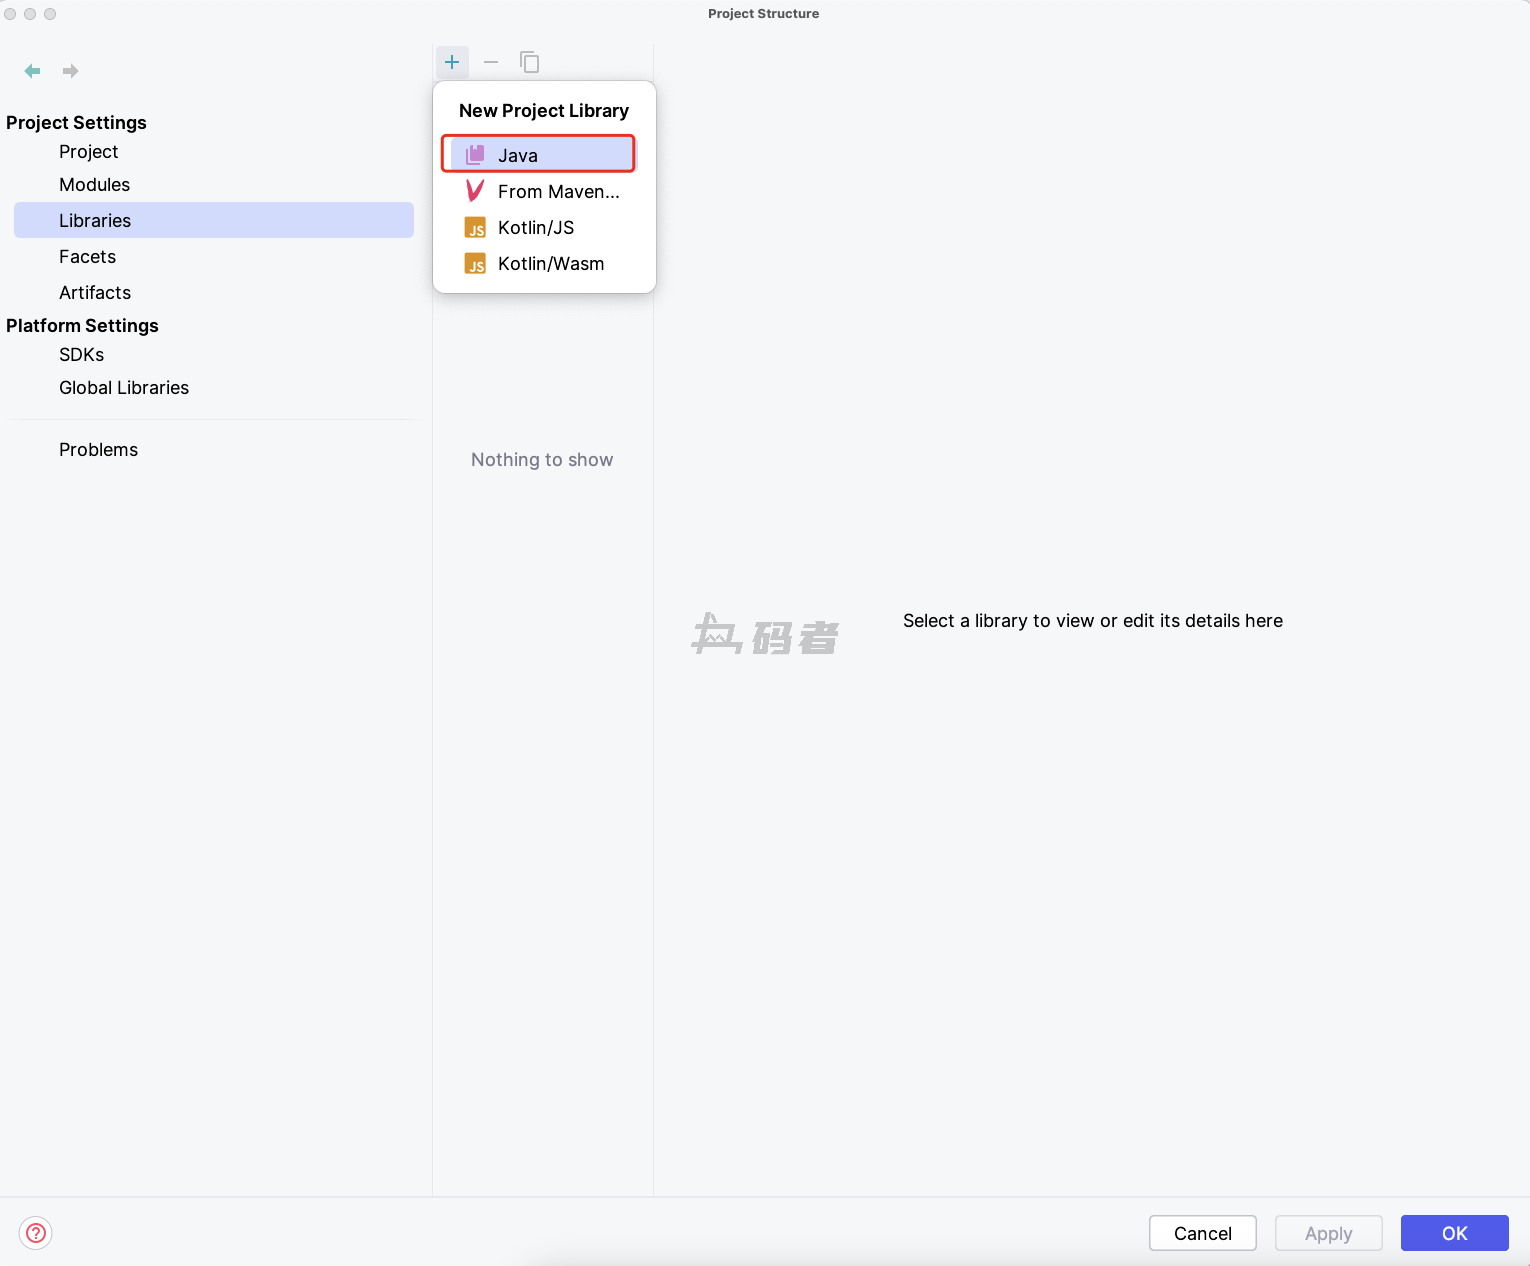 Project Structure
Project Settings
Project
Modules
Libraries
Facets
Artifacts
Platform Settings
SDKs
Global Libraries
Problems
New Project Library
Java
From Maven...
JS Kotlin/JS
JS Kotlin/Wasm
Nothing to show
码者
Select a library to view or edit its details here
?
Cancel
Apply
OK